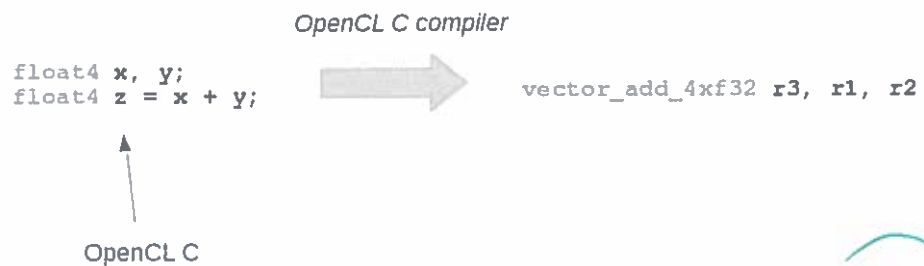 OpenCL C compiler
float4 x, y;
float4 z = x + y;
vector_add_4xf32 r3, r1, r2
OpenCL C